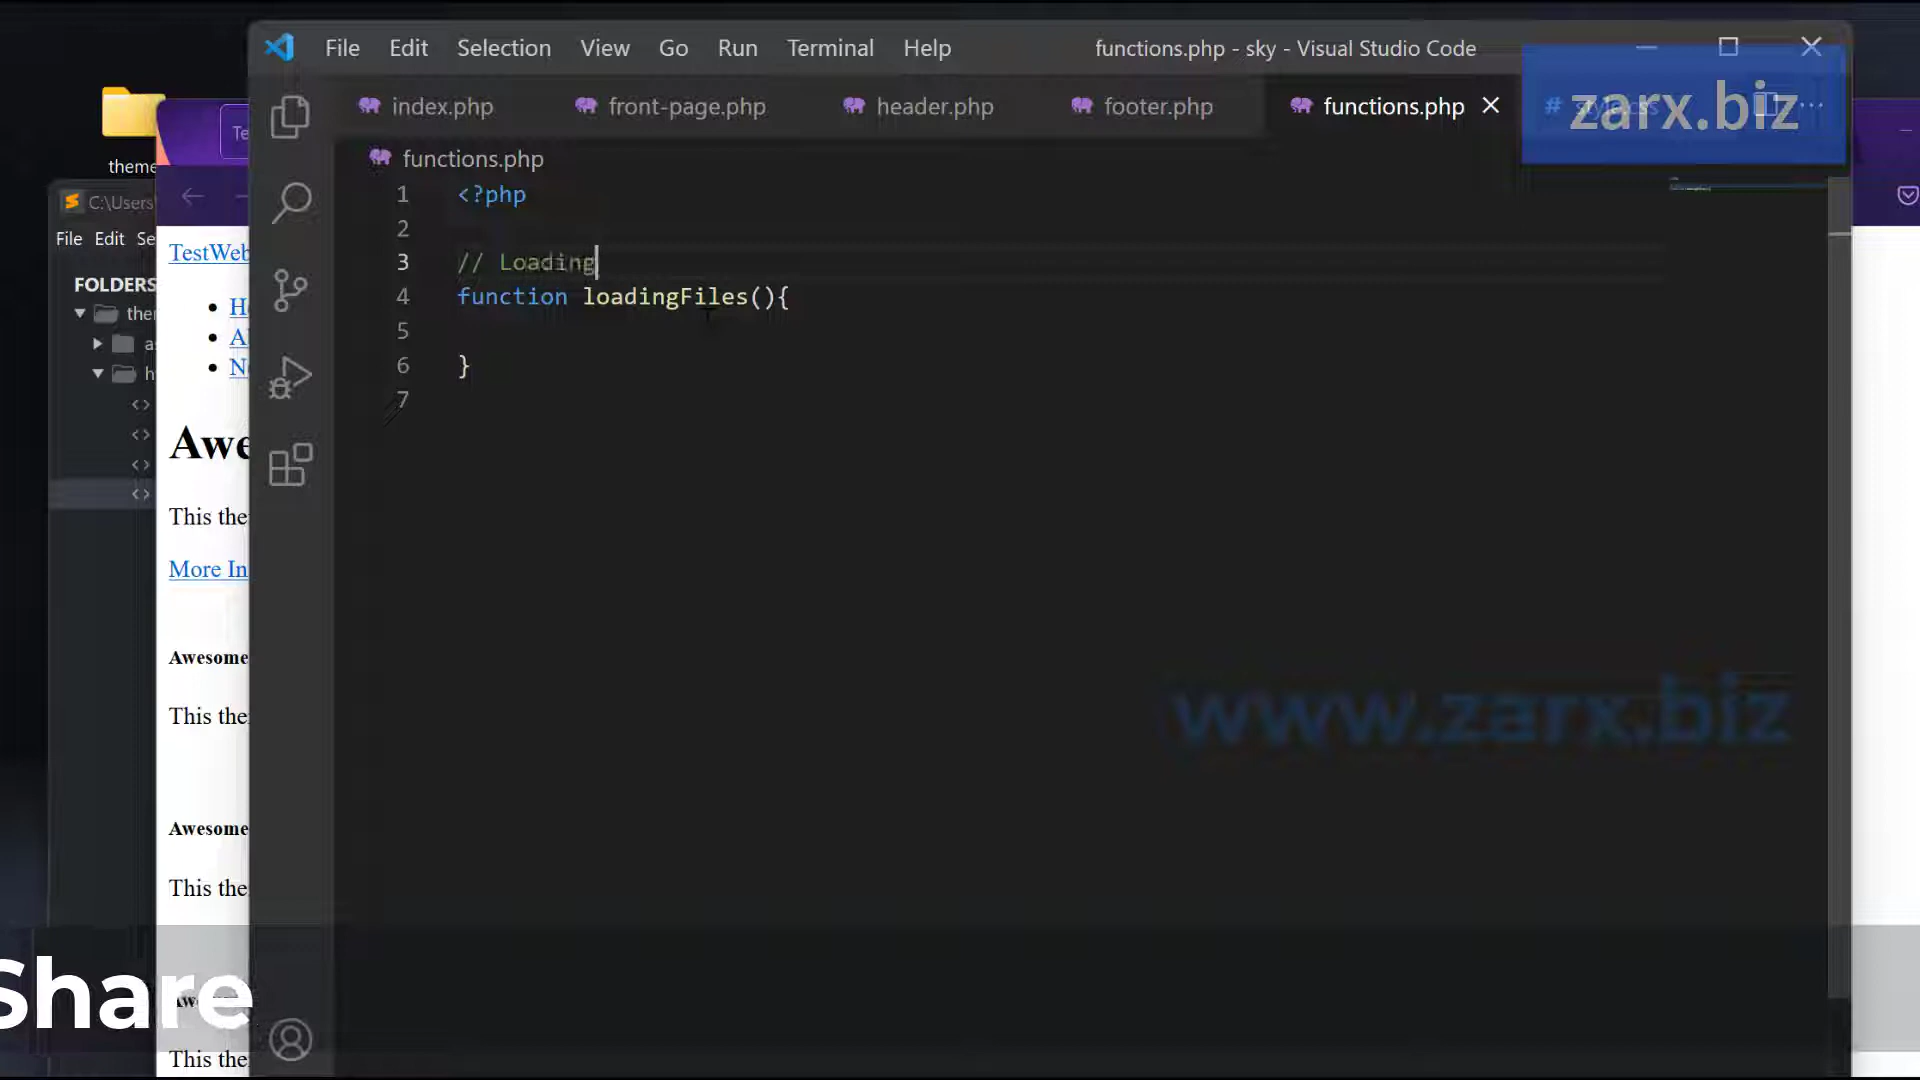 File Edit Selection View Go Run Terminal Help
functions.php - sky - Visual Studio Code
index.php front-page.php header.php footer.php functions.php
zarx.biz
functions.php
1 <?php
2
3 // Loading
4 function loadingFiles(){
5
6 }
7
theme
C:\Users
File Edit
FOLDERS
TestWeb
Awe
This the
More In
Awesome
This the
Awesome
This the
This the
www.zarx.biz
Share